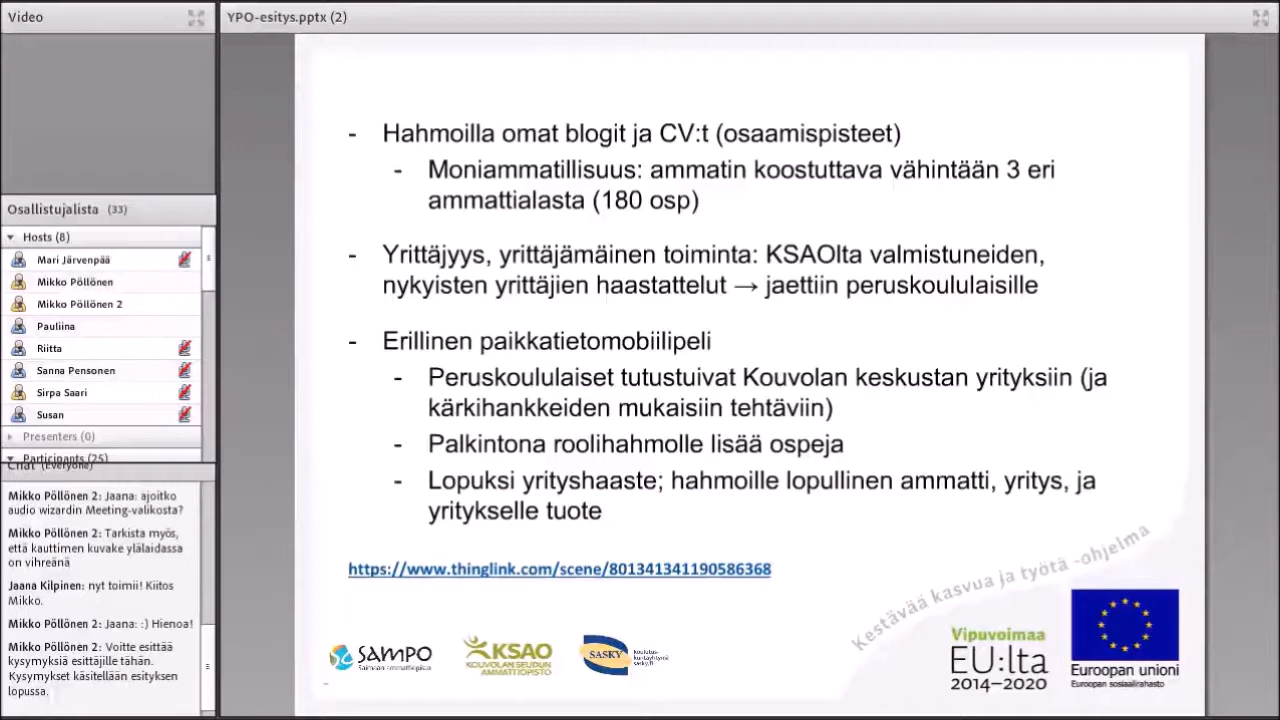 Video
YPO-esitys.pptx (2)
Osallistujalista (33)
Hosts (8)
Mari Järvenpää
Mikko Pöllönen
Mikko Pöllönen 2
Pauliina
Riitta
Sanna Pensonen
Sirpa Saari
Susan
Presenters (0)
Participants (25)
Chat (Everyone)
Mikko Pöllönen 2: Jaana: ajoitko
audio wizardin Meeting-valikosta?
Mikko Pöllönen 2: Tarkista myös,
että kauttimen kuvake ylälaidassa
on vihreänä
Jaana Kilpinen: nyt toimii! Kiitos
Mikko.
Mikko Pöllönen 2: Jaana: :) Hienoa!
Mikko Pöllönen 2: Voitte esittää
kysymyksiä esittäjille tähän.
Kysymykset käsitellään esityksen
lopussa.
- Hahmoilla omat blogit ja CV:t (osaamispisteet)
- Moniammatillisuus: ammatin koostuttava vähintään 3 eri
ammattialasta (180 osp)
- Yrittäjyys, yrittäjämäinen toiminta: KSAOlta valmistuneiden,
nykyisten yrittäjien haastattelut → jaettiin peruskoululaisille
- Erillinen paikkatietomobiilipeli
- Peruskoululaiset tutustuivat Kouvolan keskustan yrityksiin (ja
kärkihankkeiden mukaisiin tehtäviin)
- Palkintona roolihahmolle lisää ospeja
- Lopuksi yrityshaaste; hahmoille lopullinen ammatti, yritys, ja
yritykselle tuote
https://www.thinglink.com/scene/801341341190586368
Kestävää kasvua ja työtä -ohjelma
SAMPO
Saimaan ammattiopisto
KSAO
KOUVOLAN SEUDUN
AMMATTIOPISTO
SASKY
koulutus-
kuntayhtymä
sasky.fi
Vipuvoimaa
EU:lta
2014–2020
Euroopan unioni
Euroopan sosiaalirahasto